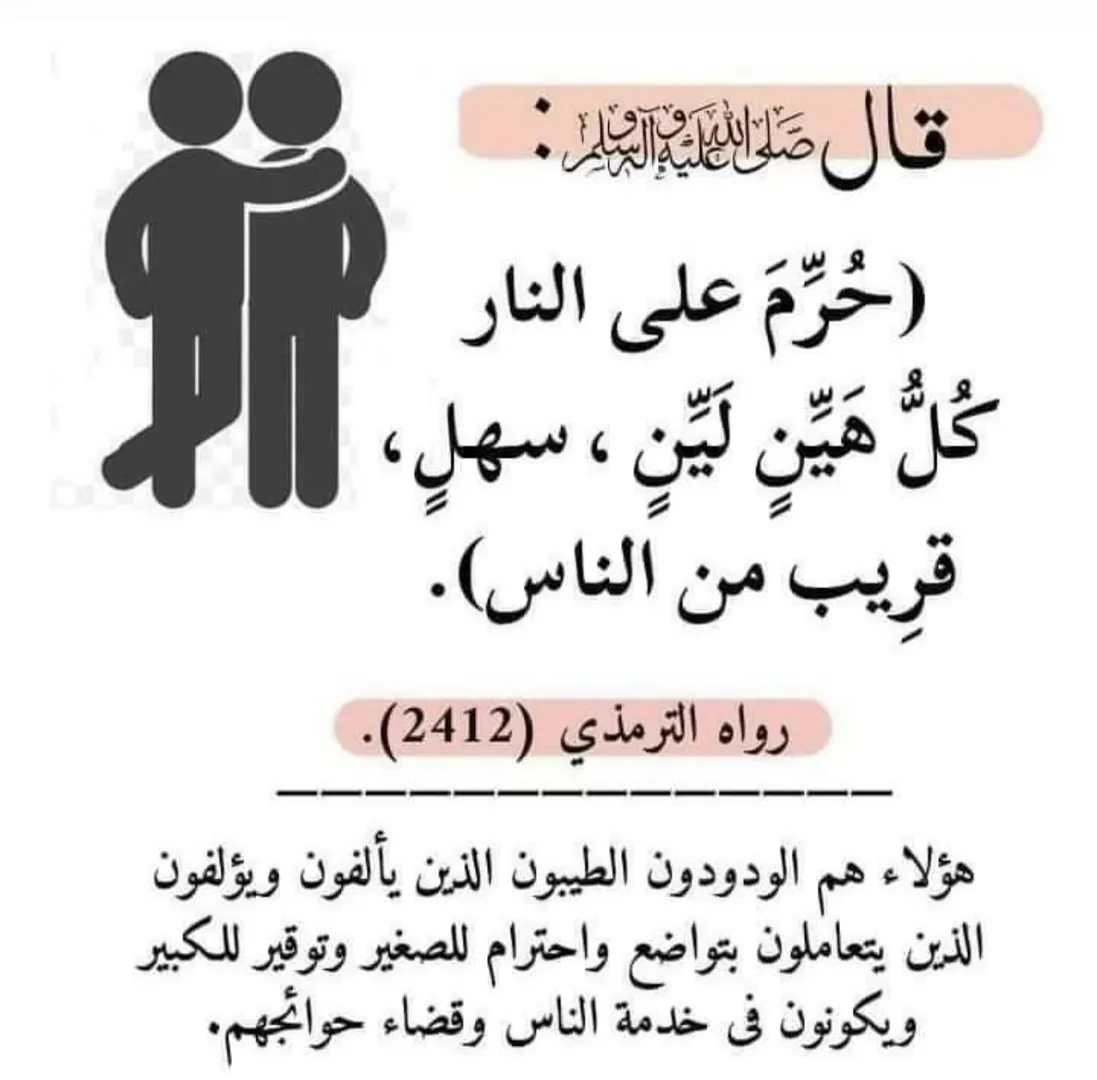 قال صلى الله عليه وآله وسلم :
(حُرِّمَ على النار
كُلُّ هَيِّنٍ لَيِّنٍ ، سهلٍ ،
قرِيب من الناس).
رواه الترمذي (2412).
هؤلاء هم الودودون الطيبون الذين يألفون ويؤلفون
الذين يتعاملون بتواضع واحترام للصغير وتوقير للكبير
ويكونون فى خدمة الناس وقضاء حوائجهم.